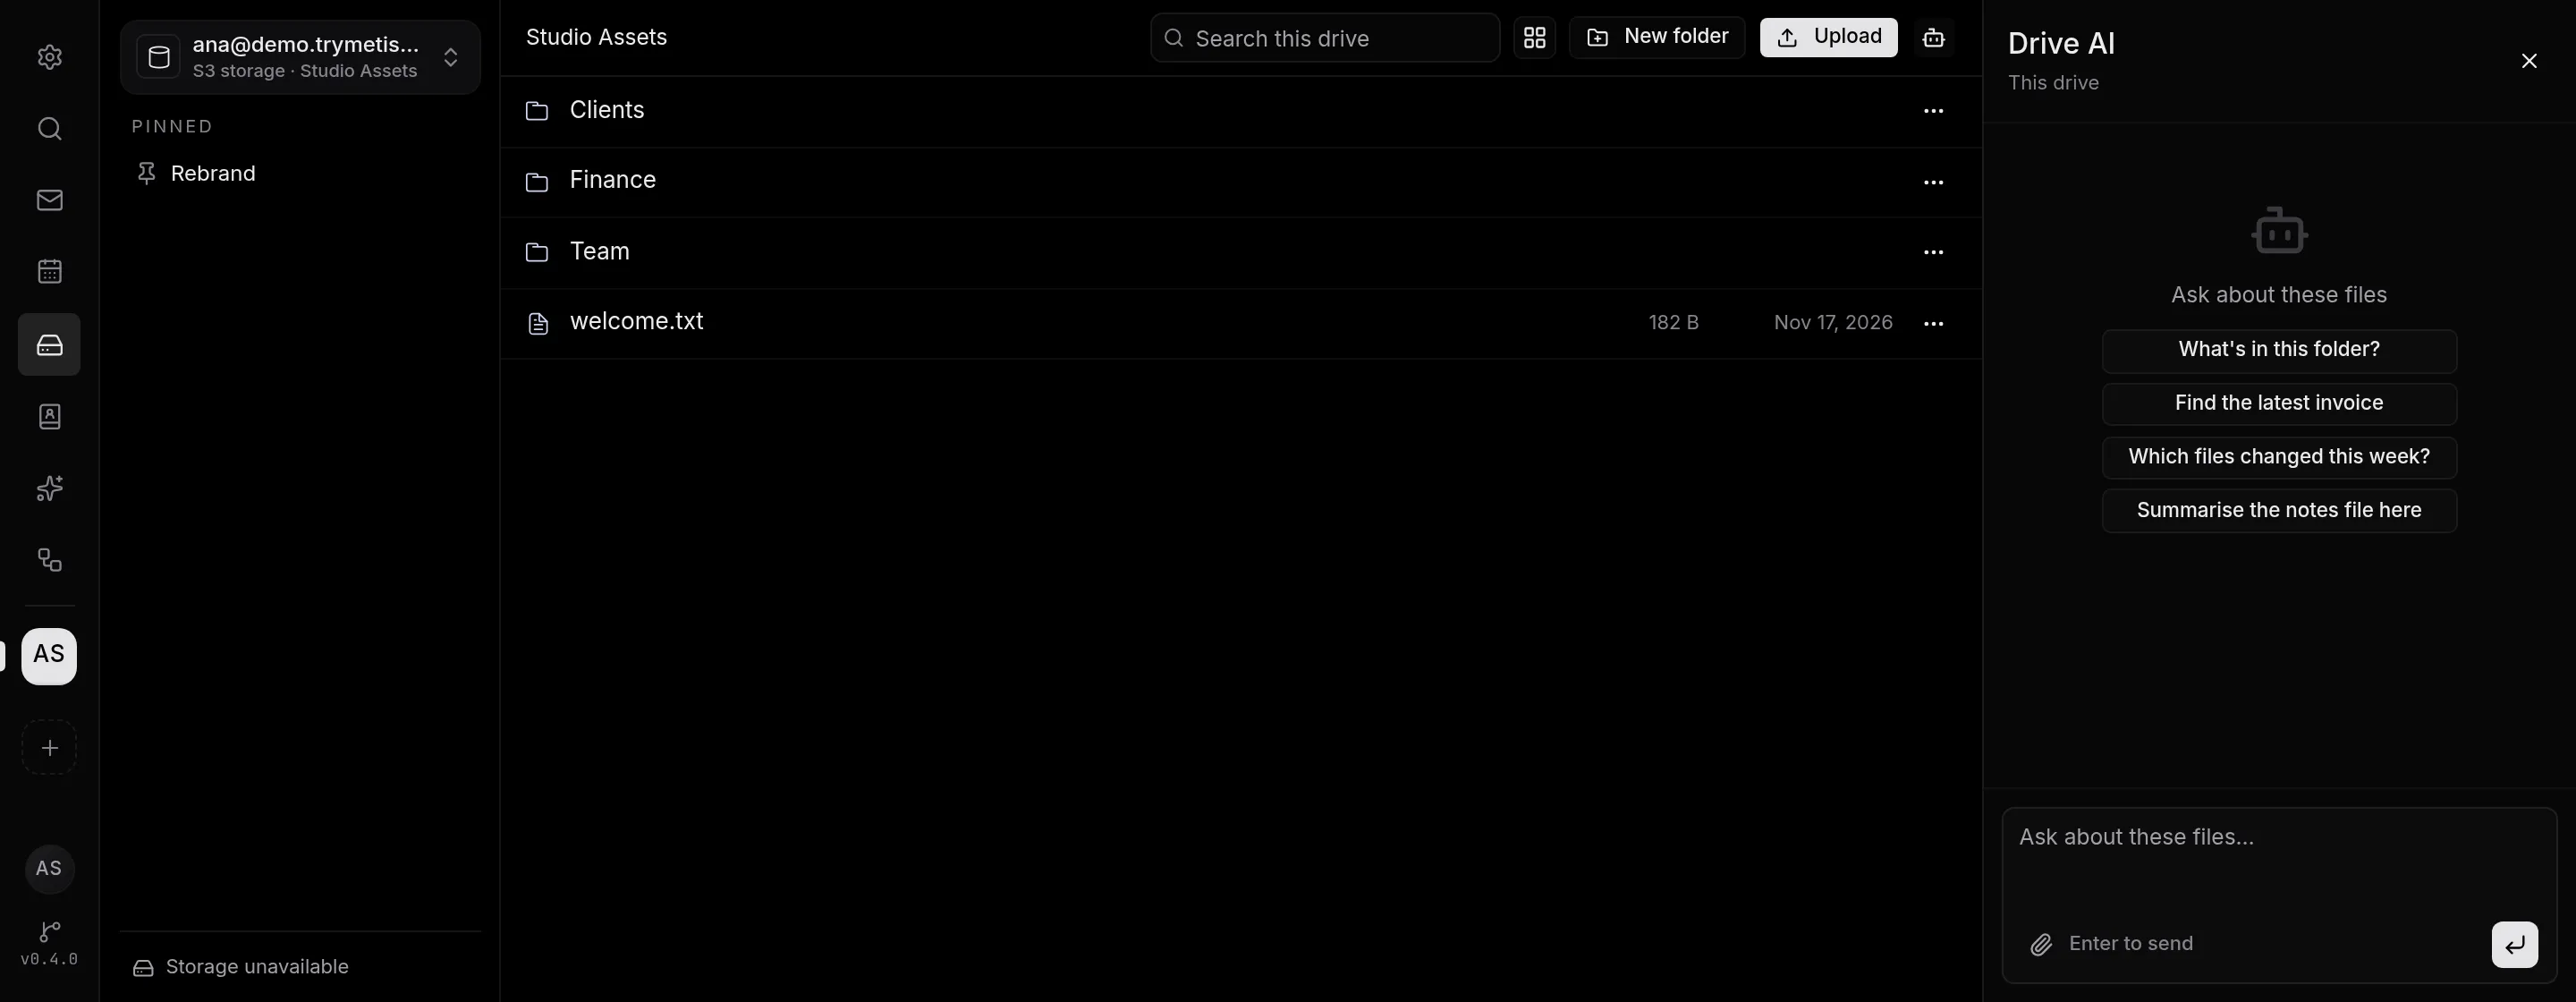 ana@demo.trymetis...
S3 storage · Studio Assets
PINNED
Rebrand
AS
AS
v0.4.0
Storage unavailable
Studio Assets
Search this drive
New folder
Upload
Clients
Finance
Team
welcome.txt
182 B
Nov 17, 2026
Drive AI
This drive
Ask about these files
What's in this folder?
Find the latest invoice
Which files changed this week?
Summarise the notes file here
Ask about these files...
Enter to send